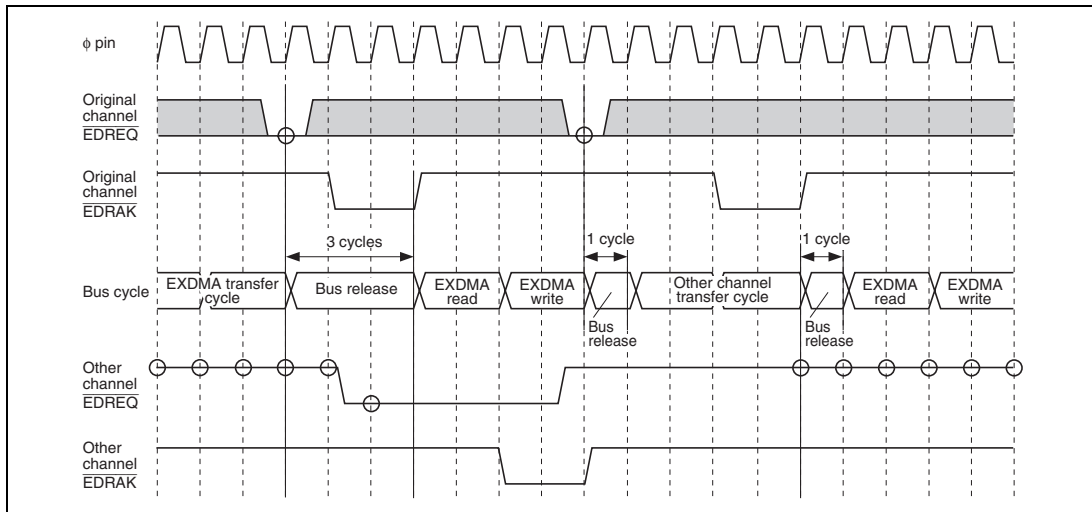 φ pin
Original
channel
EDREQ
Original
channel
EDRAK
3 cycles
1 cycle
1 cycle
Bus cycle
EXDMA transfer
cycle
Bus release
EXDMA
read
EXDMA
write
Bus
release
Other channel
transfer cycle
Bus
release
EXDMA
read
EXDMA
write
Other
channel
EDREQ
Other
channel
EDRAK